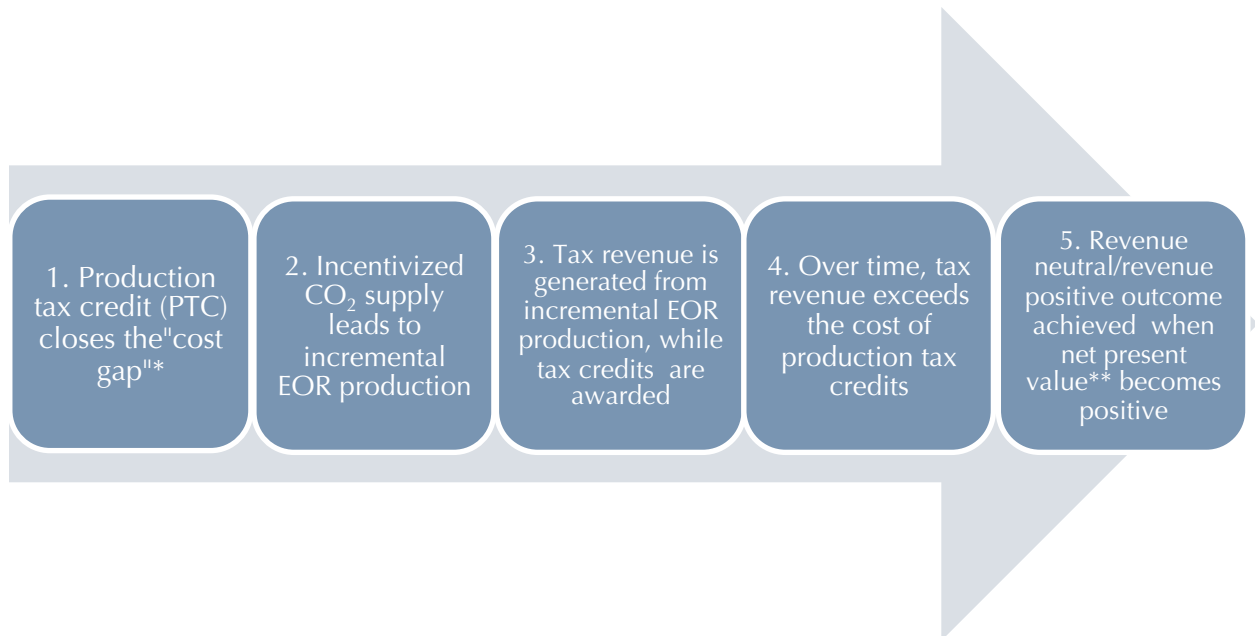 1. Production
tax credit (PTC)
closes the"cost
gap"*
2. Incentivized
CO₂ supply
leads to
incremental
EOR production
3. Tax revenue is
generated from
incremental EOR
production, while
tax credits  are
awarded
4. Over time, tax
revenue exceeds
the cost of
production tax
credits
5. Revenue
neutral/revenue
positive outcome
achieved  when
net present
value** becomes
positive